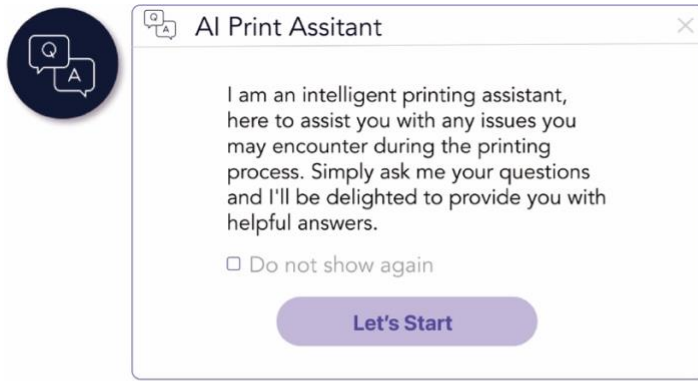 Q
A
Q
A
AI Print Assitant
I am an intelligent printing assistant,
here to assist you with any issues you
may encounter during the printing
process. Simply ask me your questions
and I'll be delighted to provide you with
helpful answers.
Do not show again
Let's Start